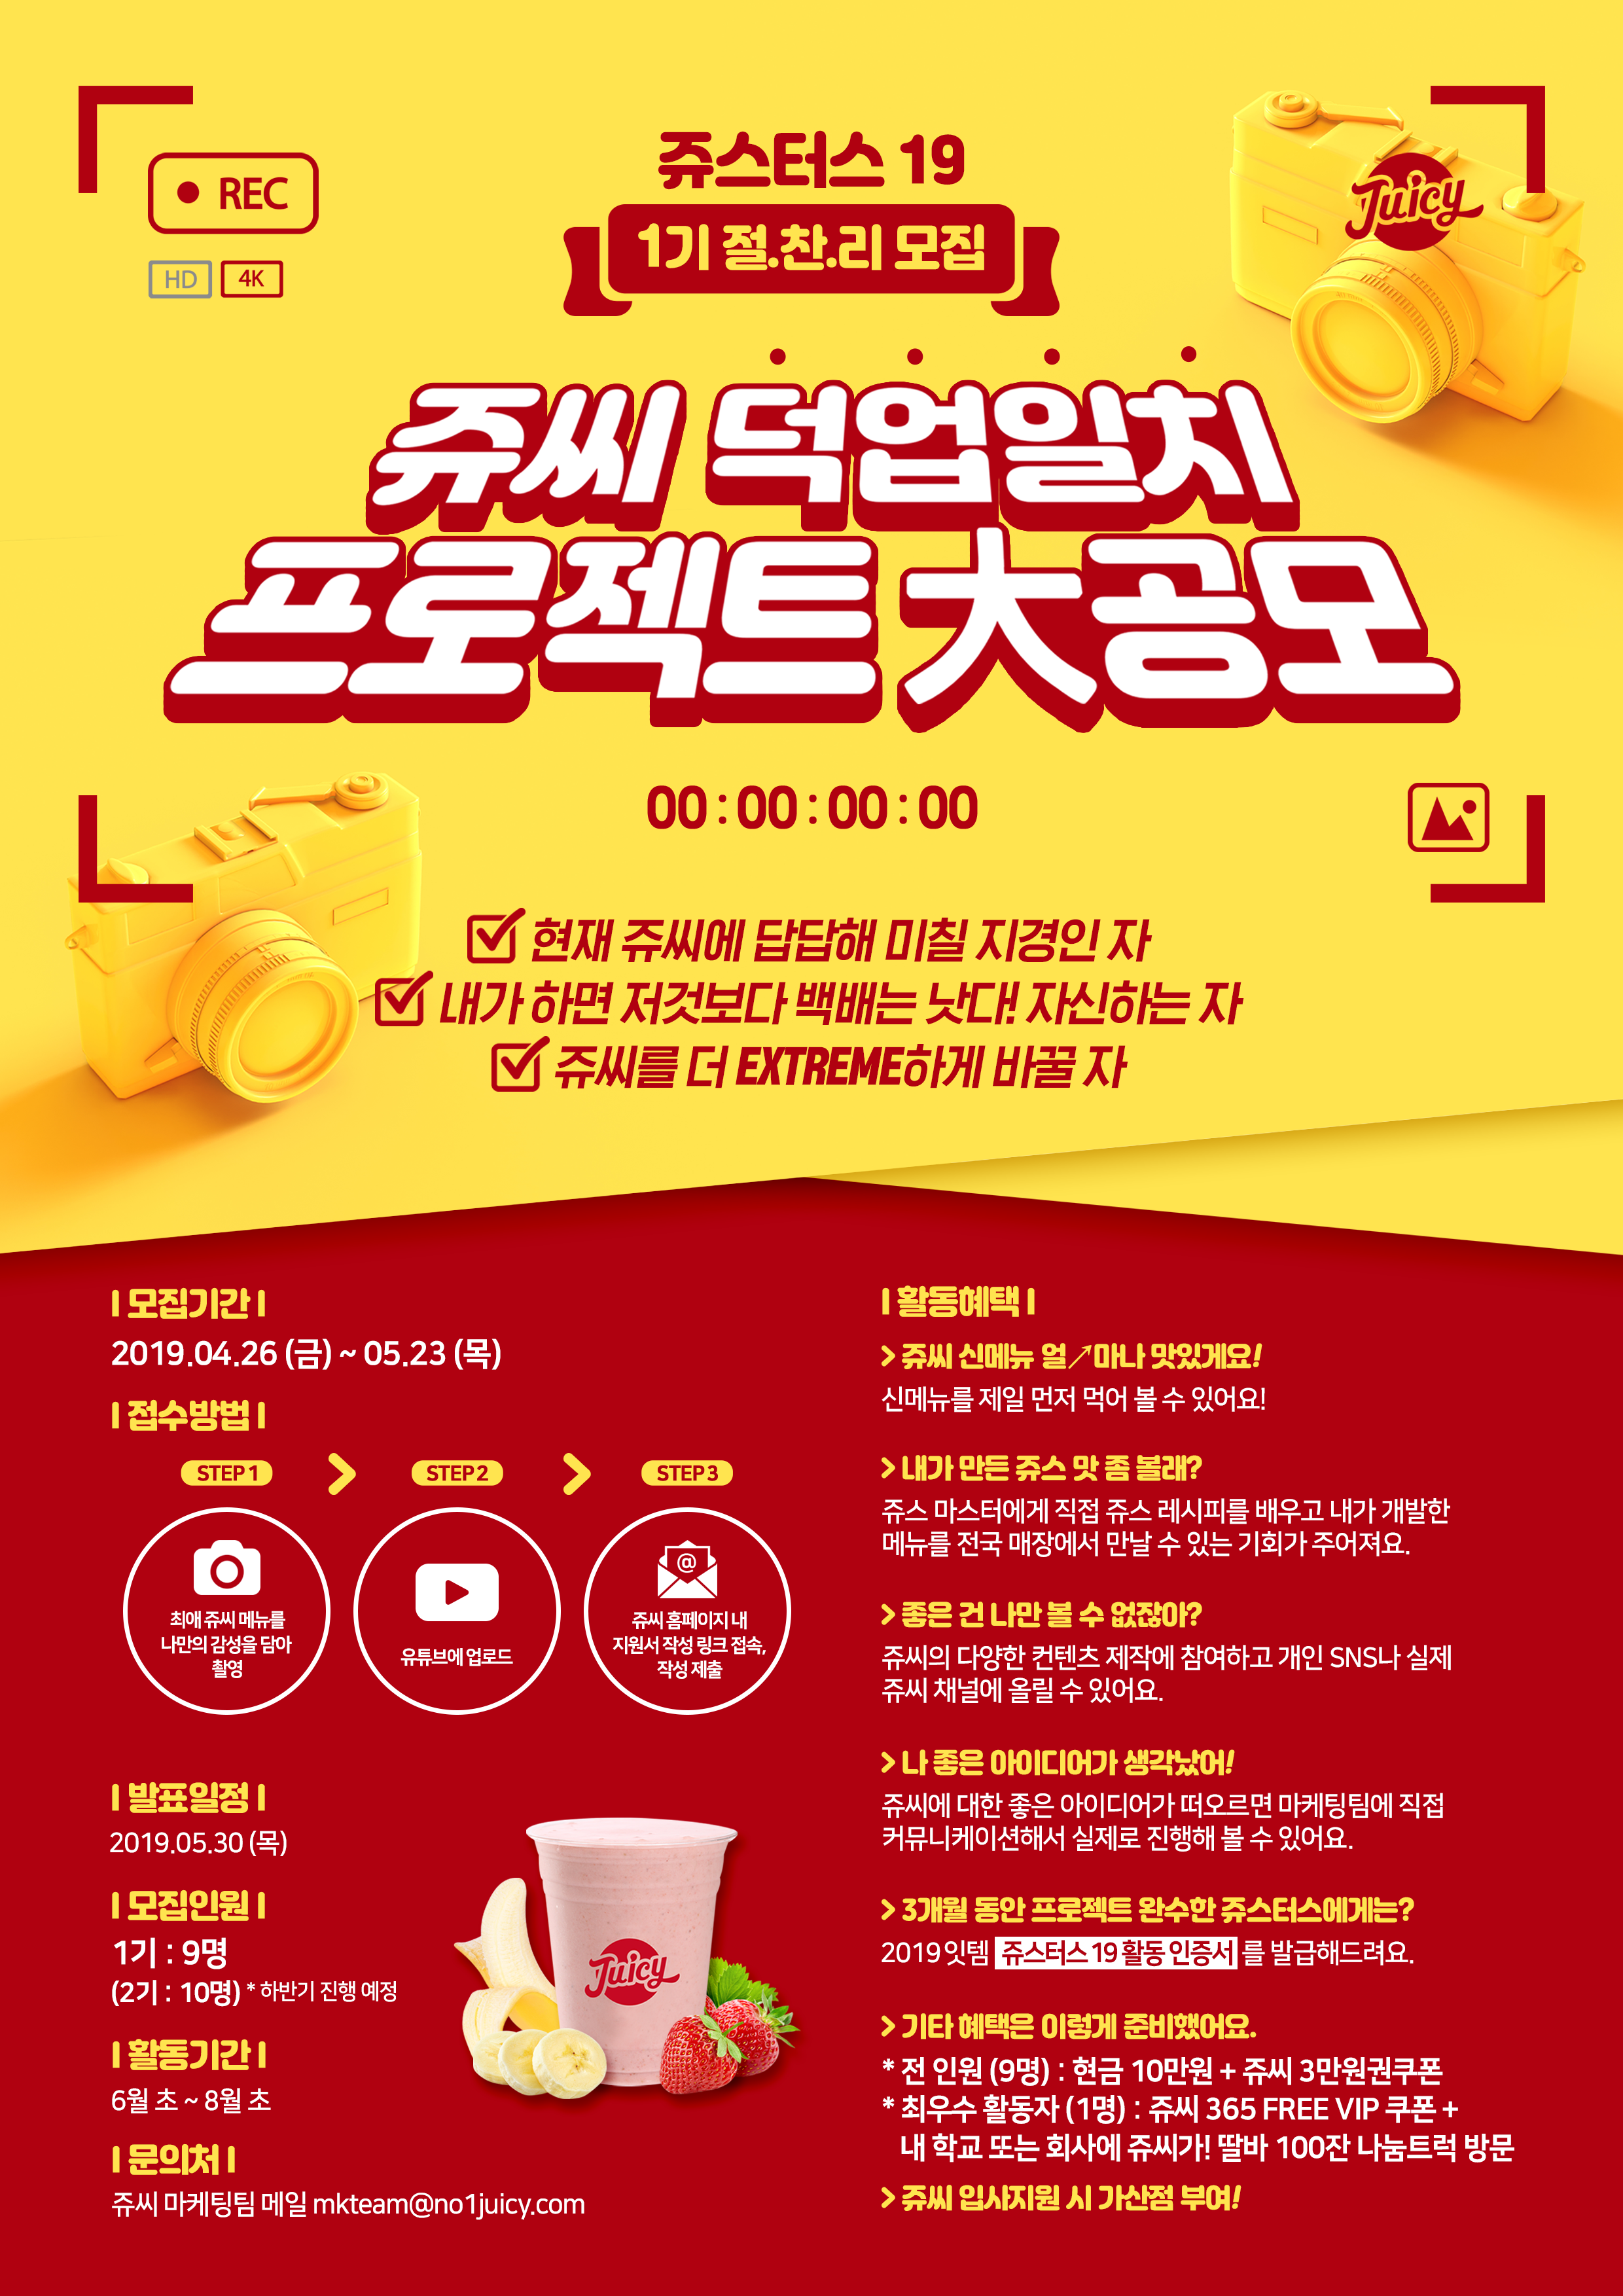 REC
HD 4K
Juicy
쥬스터스 19
1기 절.찬.리 모집
쥬씨 덕업일치
프로젝트 大공모
00:00:00:00
현재 쥬씨에 답답해 미칠 지경인 자
내가 하면 저것보다 백배는 낫다! 자신하는 자
쥬씨를 더 EXTREME하게 바꿀 자
| 모집기간 |
2019.04.26 (금) ~ 05.23 (목)
| 접수방법 |
STEP 1 > STEP 2 > STEP 3
최애 쥬씨 메뉴를
나만의 감성을 담아
촬영
유튜브에 업로드
@
쥬씨 홈페이지 내
지원서 작성 링크 접속,
작성 제출
| 발표일정 |
2019.05.30 (목)
| 모집인원 |
1기 : 9명
(2기 : 10명) * 하반기 진행 예정
| 활동기간 |
6월 초 ~ 8월 초
| 문의처 |
쥬씨 마케팅팀 메일 mkteam@no1juicy.com
Juicy
| 활동혜택 |
> 쥬씨 신메뉴 얼↗마나 맛있게요!
신메뉴를 제일 먼저 먹어 볼 수 있어요!
> 내가 만든 쥬스 맛 좀 볼래?
쥬스 마스터에게 직접 쥬스 레시피를 배우고 내가 개발한
메뉴를 전국 매장에서 만날 수 있는 기회가 주어져요.
> 좋은 건 나만 볼 수 없잖아?
쥬씨의 다양한 컨텐츠 제작에 참여하고 개인 SNS나 실제
쥬씨 채널에 올릴 수 있어요.
> 나 좋은 아이디어가 생각났어!
쥬씨에 대한 좋은 아이디어가 떠오르면 마케팅팀에 직접
커뮤니케이션해서 실제로 진행해 볼 수 있어요.
> 3개월 동안 프로젝트 완수한 쥬스터스에게는?
2019 잇템 쥬스터스 19 활동 인증서 를 발급해드려요.
> 기타 혜택은 이렇게 준비했어요.
* 전 인원 (9명) : 현금 10만원 + 쥬씨 3만원권쿠폰
* 최우수 활동자 (1명) : 쥬씨 365 FREE VIP 쿠폰 +
내 학교 또는 회사에 쥬씨가! 딸바 100잔 나눔트럭 방문
> 쥬씨 입사지원 시 가산점 부여!